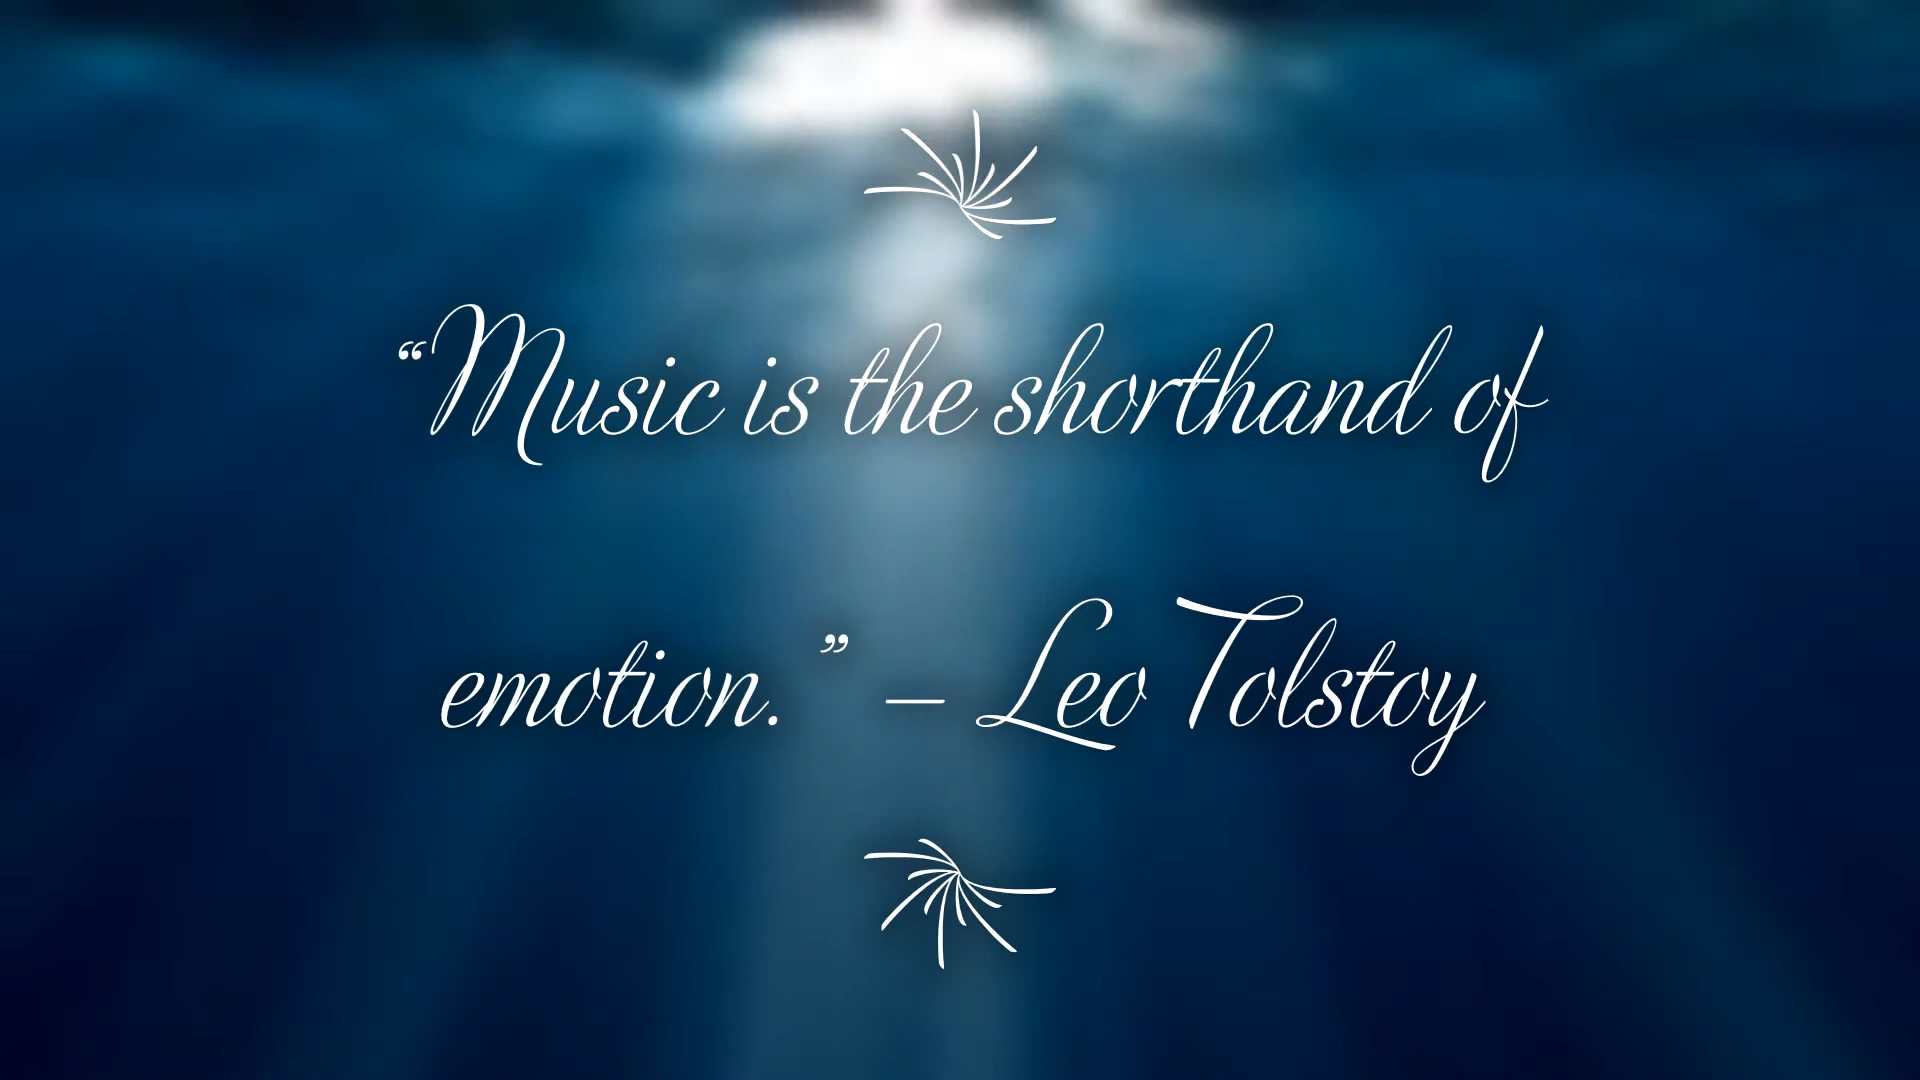 “Music is the shorthand of
emotion.” – Leo Tolstoy